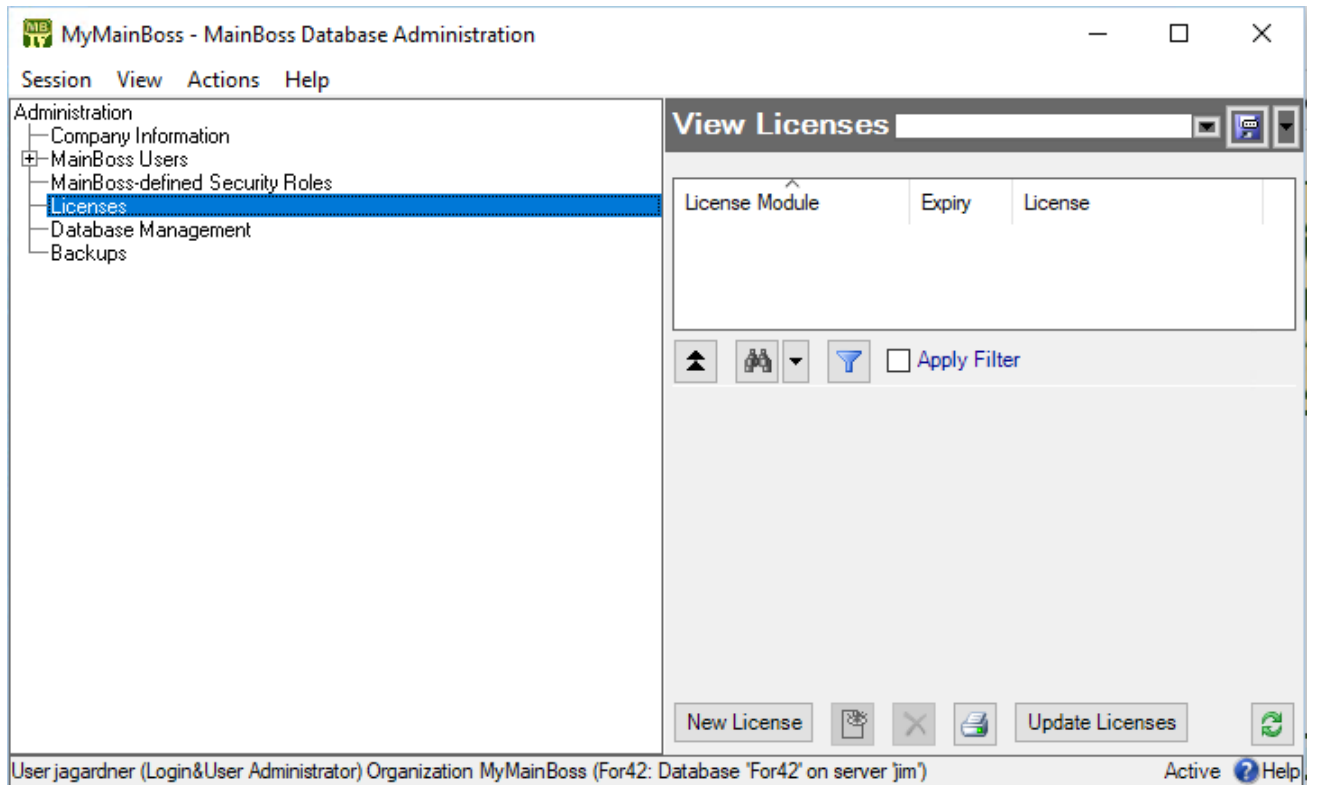 MyMainBoss - MainBoss Database Administration
Session View Actions Help
Administration
Company Information
MainBoss Users
MainBoss-defined Security Roles
Licenses
Database Management
Backups
View Licenses
License Module Expiry License
Apply Filter
New License Update Licenses
User jagardner (Login&User Administrator) Organization MyMainBoss (For42: Database 'For42' on server 'jim') Active Help